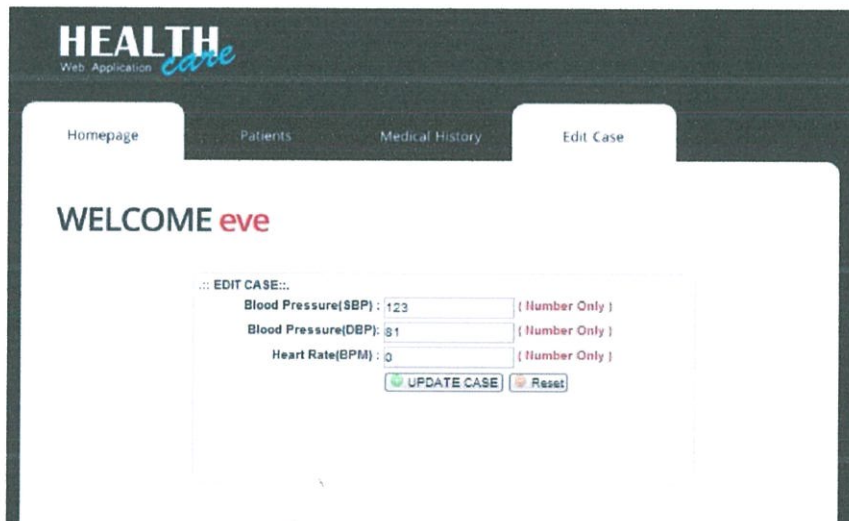 HEALTH
Web Application care
Homepage Patients Medical History Edit Case
WELCOME eve
.:: EDIT CASE::.
Blood Pressure(SBP) : 123 ( Number Only )
Blood Pressure(DBP): 81 ( Number Only )
Heart Rate(BPM) : 0 ( Number Only )
UPDATE CASE Reset